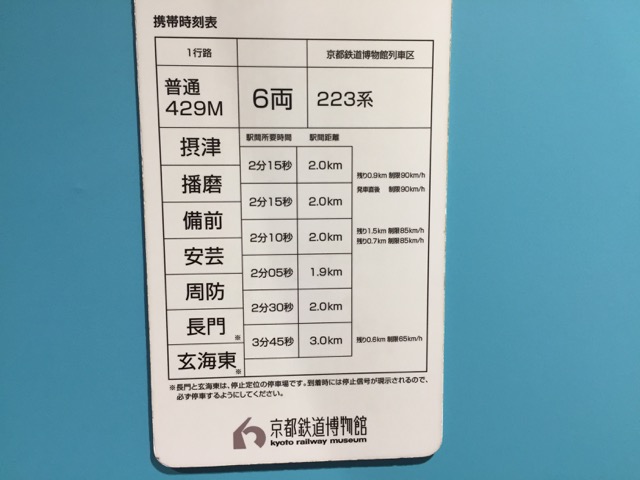 携帯時刻表
1行路 京都鉄道博物館列車区
普通
429M 6両 223系
駅間所要時間 駅間距離
摂津
2分15秒 2.0km
残り0.9km 制限90km/h
播磨
発車直後 制限90km/h
2分15秒 2.0km
備前
2分10秒 2.0km
残り1.5km 制限85km/h
残り0.7km 制限85km/h
安芸
2分05秒 1.9km
周防
2分30秒 2.0km
長門※
3分45秒 3.0km
残り0.6km 制限65km/h
玄海東※
※長門と玄海東は、停止定位の停車場です。到着時には停止信号が現示されるので、
必ず停車するようにしてください。
京都鉄道博物館
kyoto railway museum